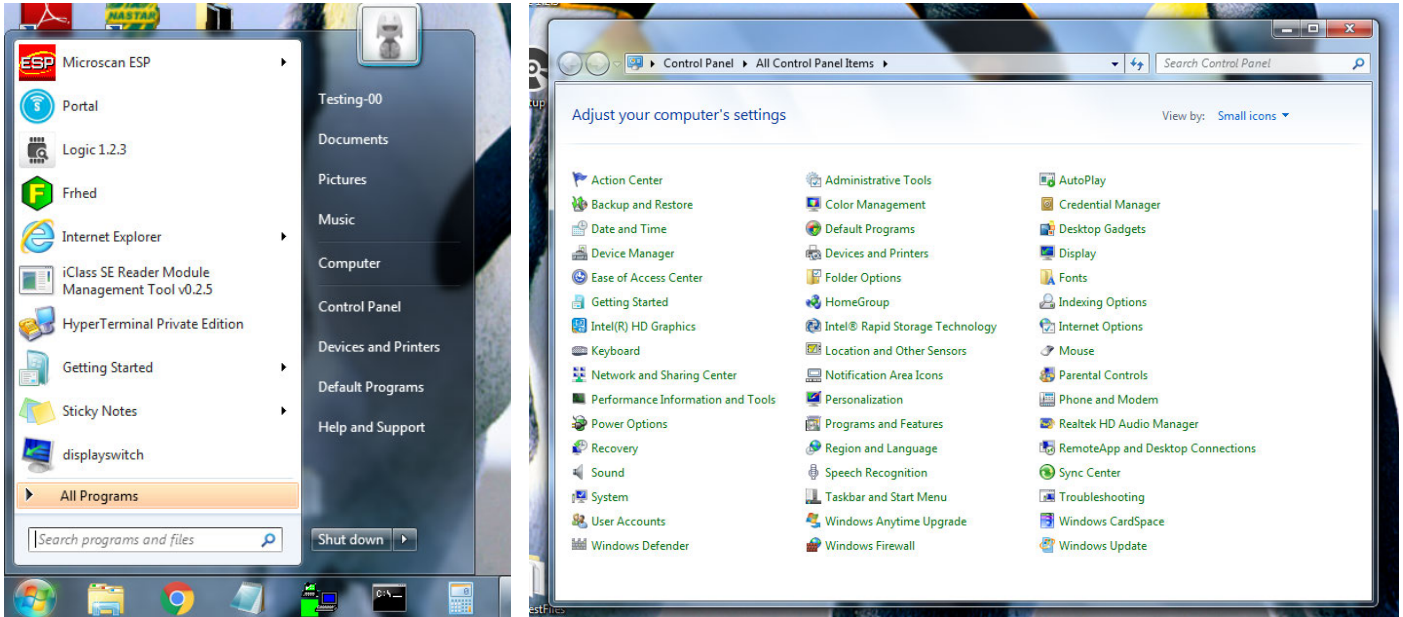 NASTAR
ESP
Microscan ESP
Portal
Logic 1.2.3
Frhed
Internet Explorer
iClass SE Reader Module
Management Tool v0.2.5
HyperTerminal Private Edition
Getting Started
Sticky Notes
displayswitch
All Programs
Search programs and files
Testing-00
Documents
Pictures
Music
Computer
Control Panel
Devices and Printers
Default Programs
Help and Support
Shut down
C:\_
Control Panel
All Control Panel Items
Search Control Panel
Adjust your computer's settings
View by: Small icons
Action Center
Administrative Tools
AutoPlay
Backup and Restore
Color Management
Credential Manager
Date and Time
Default Programs
Desktop Gadgets
Device Manager
Devices and Printers
Display
Ease of Access Center
Folder Options
Fonts
Getting Started
HomeGroup
Indexing Options
Intel(R) HD Graphics
Intel® Rapid Storage Technology
Internet Options
Keyboard
Location and Other Sensors
Mouse
Network and Sharing Center
Notification Area Icons
Parental Controls
Performance Information and Tools
Personalization
Phone and Modem
Power Options
Programs and Features
Realtek HD Audio Manager
Recovery
Region and Language
RemoteApp and Desktop Connections
Sound
Speech Recognition
Sync Center
System
Taskbar and Start Menu
Troubleshooting
User Accounts
Windows Anytime Upgrade
Windows CardSpace
Windows Defender
Windows Firewall
Windows Update